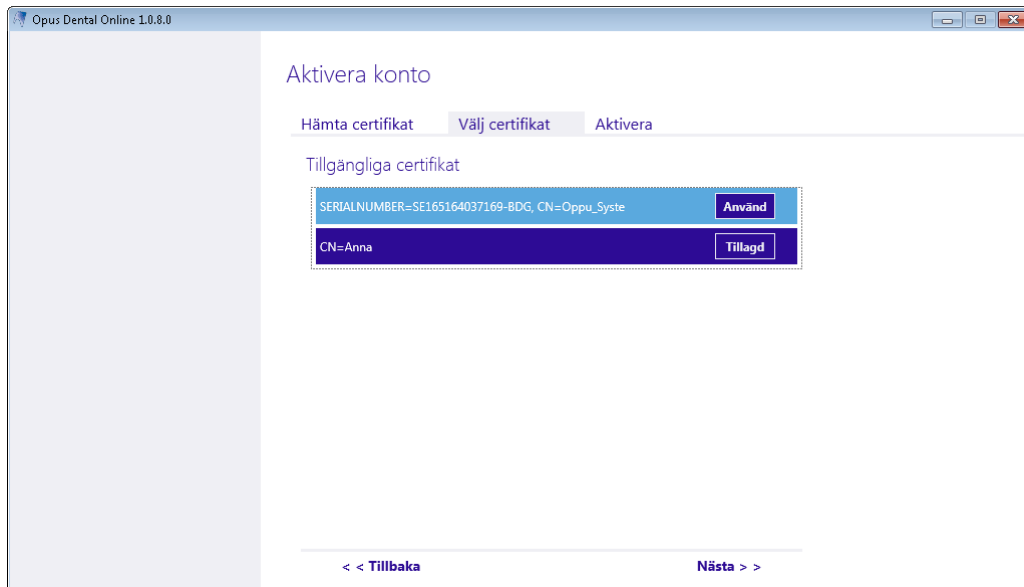 Opus Dental Online 1.0.8.0
Aktivera konto
Hämta certifikat Välj certifikat Aktivera
Tillgängliga certifikat
SERIALNUMBER=SE165164037169-BDG, CN=Oppu_Syste Använd
CN=Anna Tillagd
< < Tillbaka Nästa > >